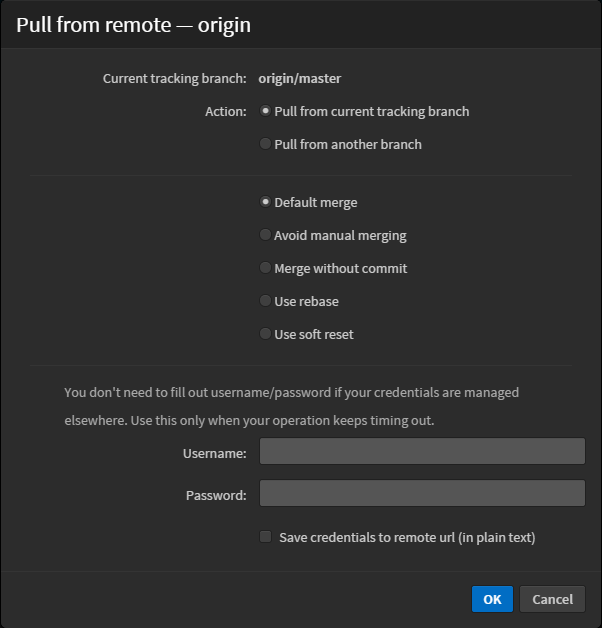 Pull from remote — origin
Current tracking branch: origin/master
Action: Pull from current tracking branch
Pull from another branch
Default merge
Avoid manual merging
Merge without commit
Use rebase
Use soft reset
You don't need to fill out username/password if your credentials are managed
elsewhere. Use this only when your operation keeps timing out.
Username:
Password:
Save credentials to remote url (in plain text)
OK Cancel